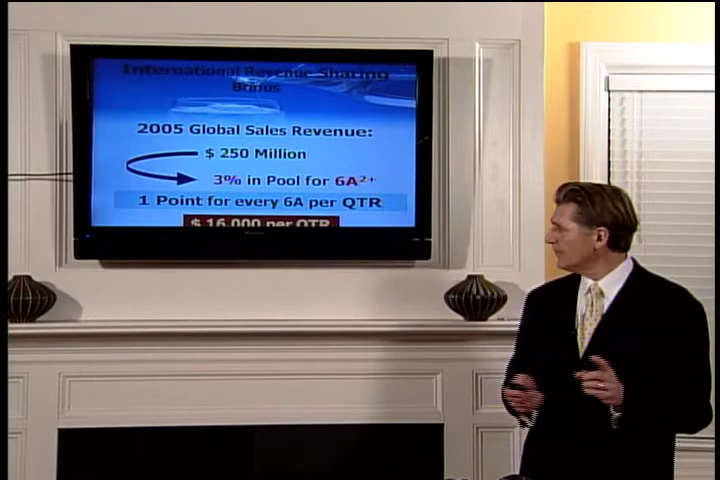 International Revenue Sharing
Bonus
2005 Global Sales Revenue:
$ 250 Million
3% in Pool for 6A²⁺
1 Point for every 6A per QTR
$ 16,000 per QTR